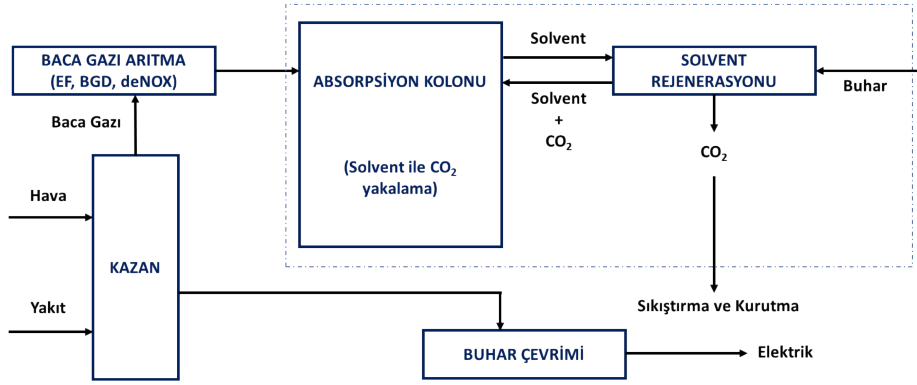 BACA GAZI ARITMA
(EF, BGD, deNOX)
Baca Gazı
Hava
Yakıt
KAZAN
ABSORPSİYON KOLONU
(Solvent ile CO₂
yakalama)
Solvent
Solvent
+
CO₂
SOLVENT
REJENERASYONU
Buhar
CO₂
Sıkıştırma ve Kurutma
BUHAR ÇEVRİMİ
Elektrik